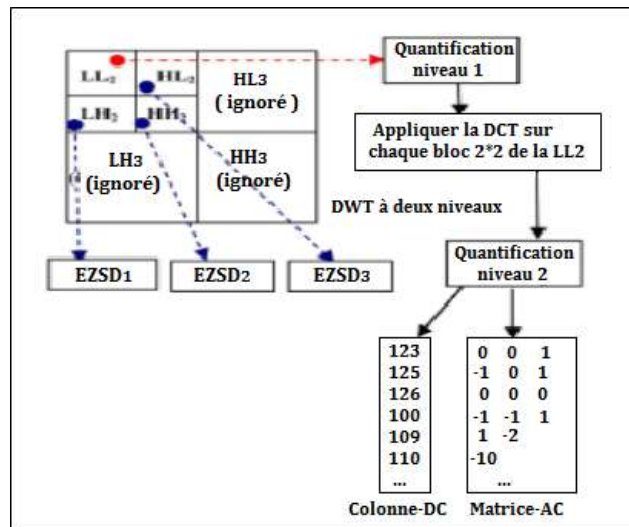 LL2
HL2
HL3
( ignoré )
LH2
HH2
LH3
(ignoré)
HH3
(ignoré)
Quantification
niveau 1
Appliquer la DCT sur
chaque bloc 2*2 de la LL2
DWT à deux niveaux
EZSD1
EZSD2
EZSD3
Quantification
niveau 2
123
125
126
100
109
110
...
0 0 1
-1 0 1
0 0 0
-1 -1 1
1 -2
-10
...
Colonne-DC
Matrice-AC